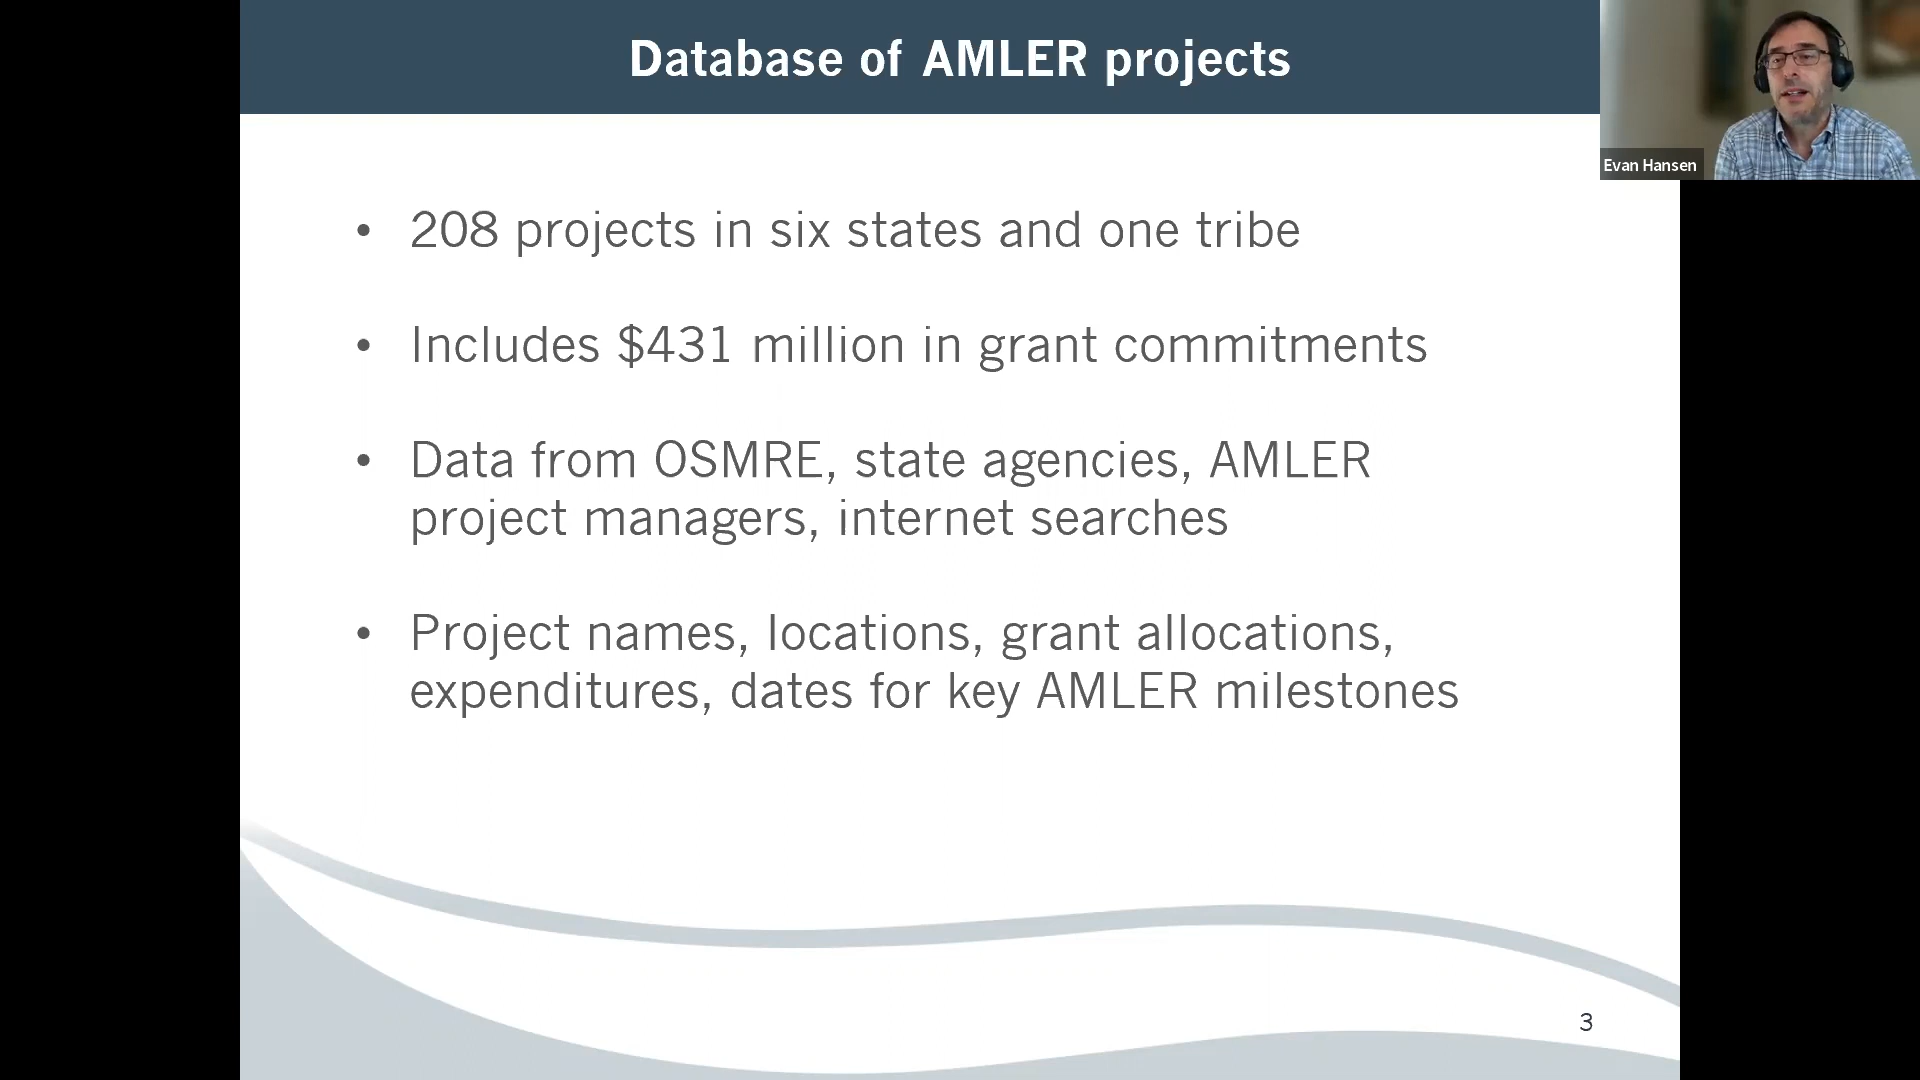 Database of AMLER projects
Evan Hansen
• 208 projects in six states and one tribe
• Includes $431 million in grant commitments
• Data from OSMRE, state agencies, AMLER
project managers, internet searches
• Project names, locations, grant allocations,
expenditures, dates for key AMLER milestones
3